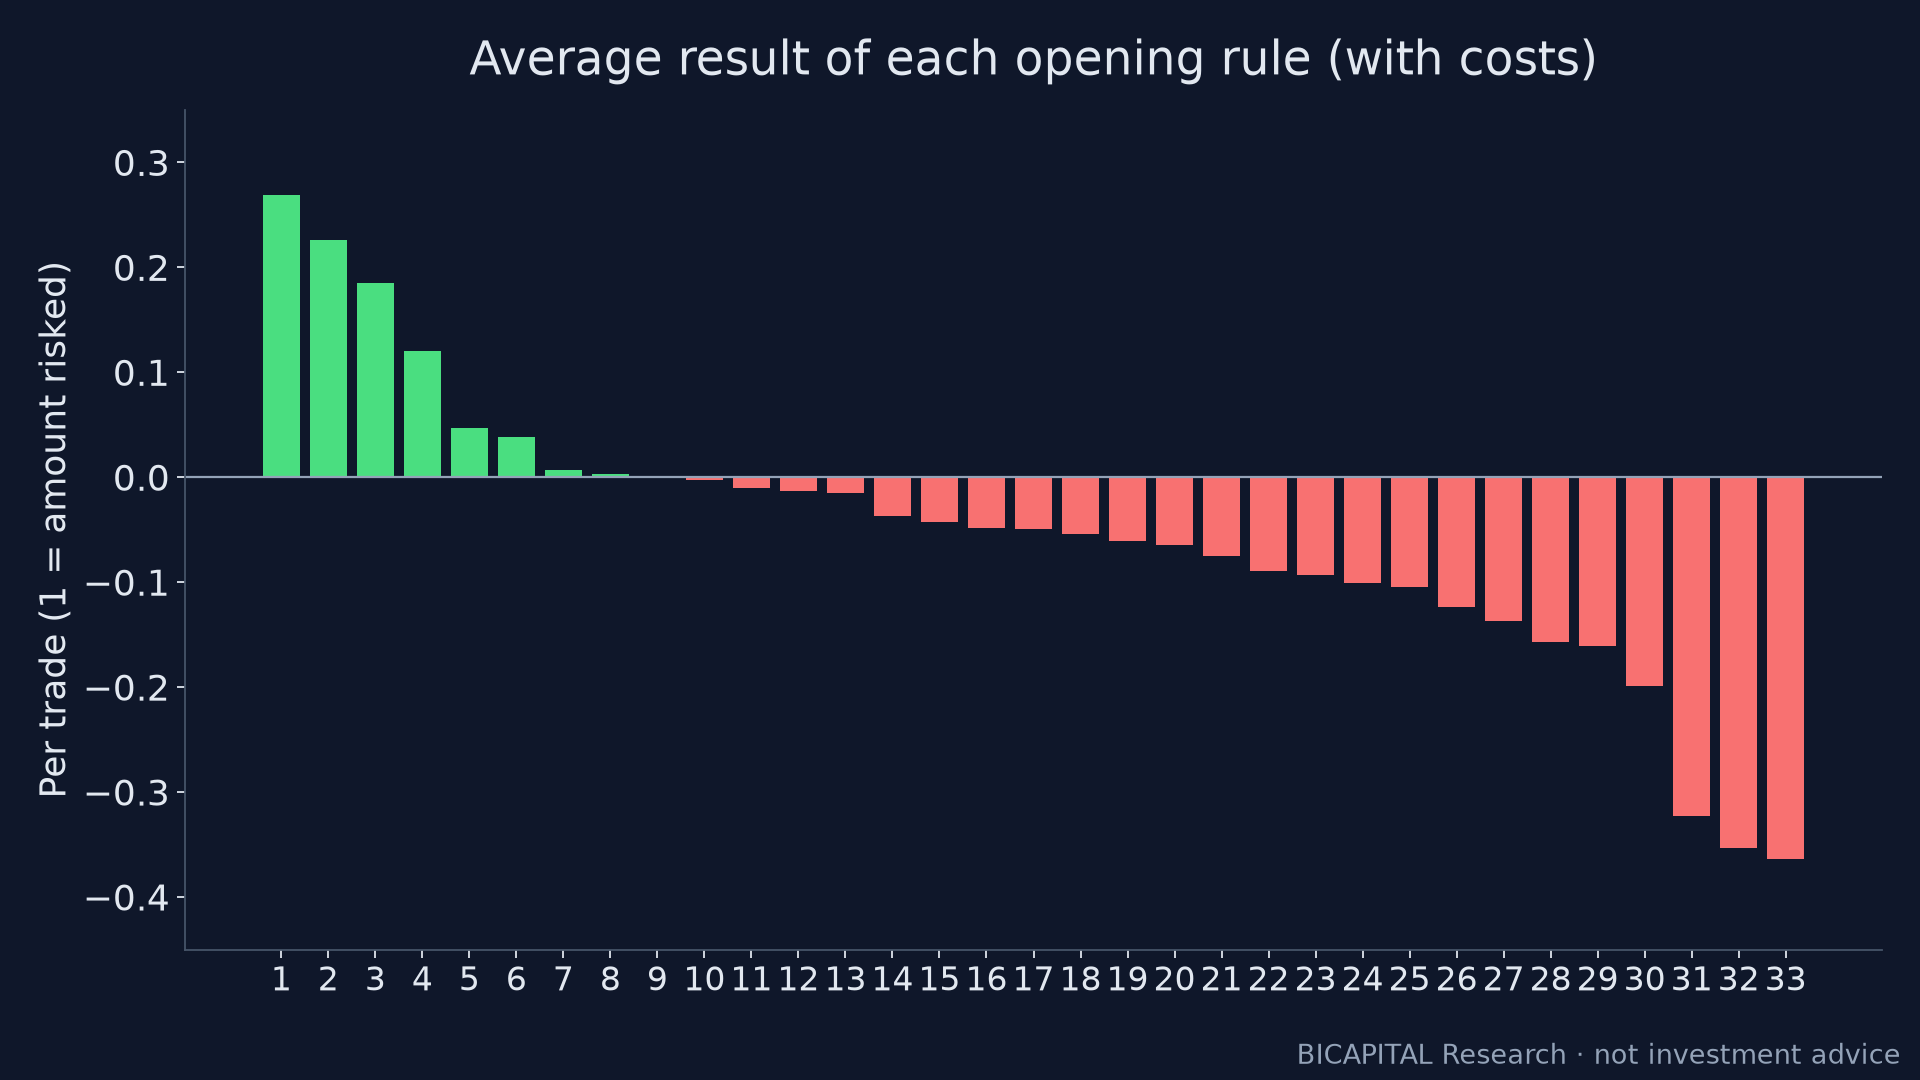 Average result of each opening rule (with costs)
Per trade (1 = amount risked)
0.3
0.2
0.1
0.0
−0.1
−0.2
−0.3
−0.4
1 2 3 4 5 6 7 8 9 10 11 12 13 14 15 16 17 18 19 20 21 22 23 24 25 26 27 28 29 30 31 32 33
BICAPITAL Research · not investment advice